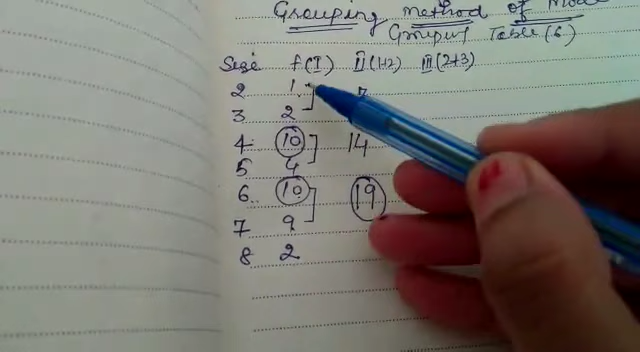 Grouping method of Mode
Grouping Table (6)
Size f(I) II(1+2) III(2+3)
2 1
3 2
4 10 14
5 4
6 10 19
7 9
8 2